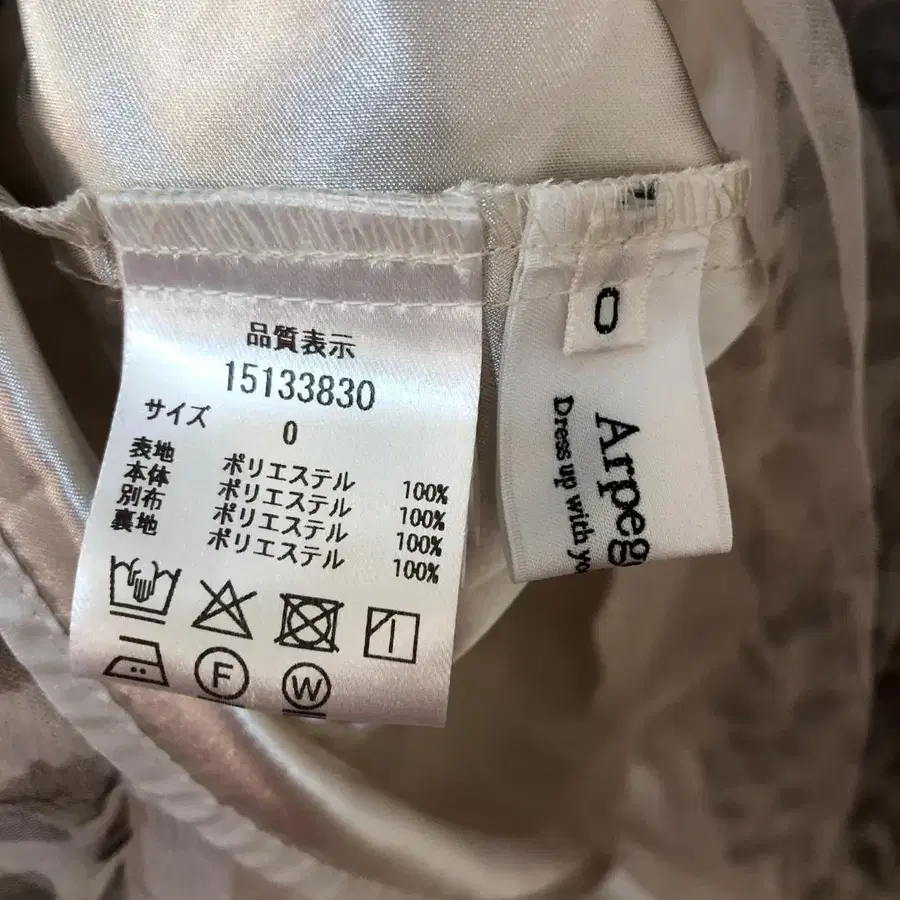 品質表示
15133830
サイズ 0
表地 ポリエステル 100%
本体 ポリエステル 100%
別布 ポリエステル 100%
裏地 ポリエステル 100%
F
W
0
Arpeg
Dress up with yo